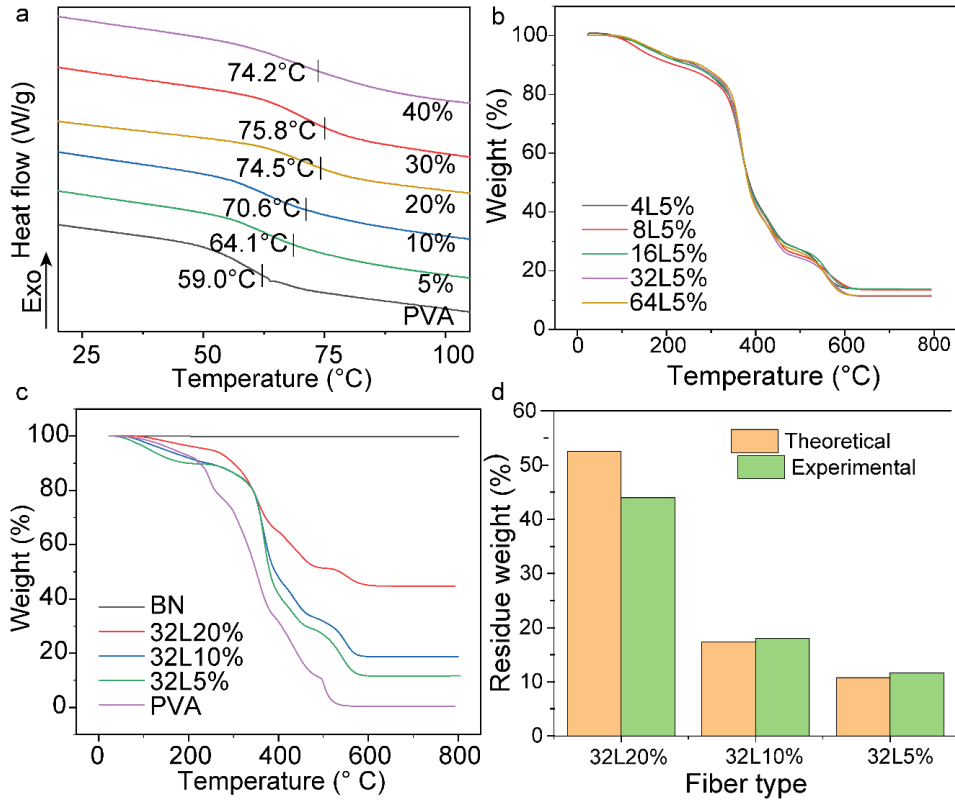 a
Heat flow (W/g)
Exo
74.2°C
40%
75.8°C
30%
74.5°C
20%
70.6°C
10%
64.1°C
5%
59.0°C
PVA
25 50 75 100
Temperature (°C)
b
Weight (%)
100
80
60
40
20
0
4L5%
8L5%
16L5%
32L5%
64L5%
0 200 400 600 800
Temperature (°C)
c
Weight (%)
100
80
60
40
20
0
BN
32L20%
32L10%
32L5%
PVA
0 200 400 600 800
Temperature (° C)
d
Residue weight (%)
60
50
40
30
20
10
0
Theoretical
Experimental
32L20% 32L10% 32L5%
Fiber type